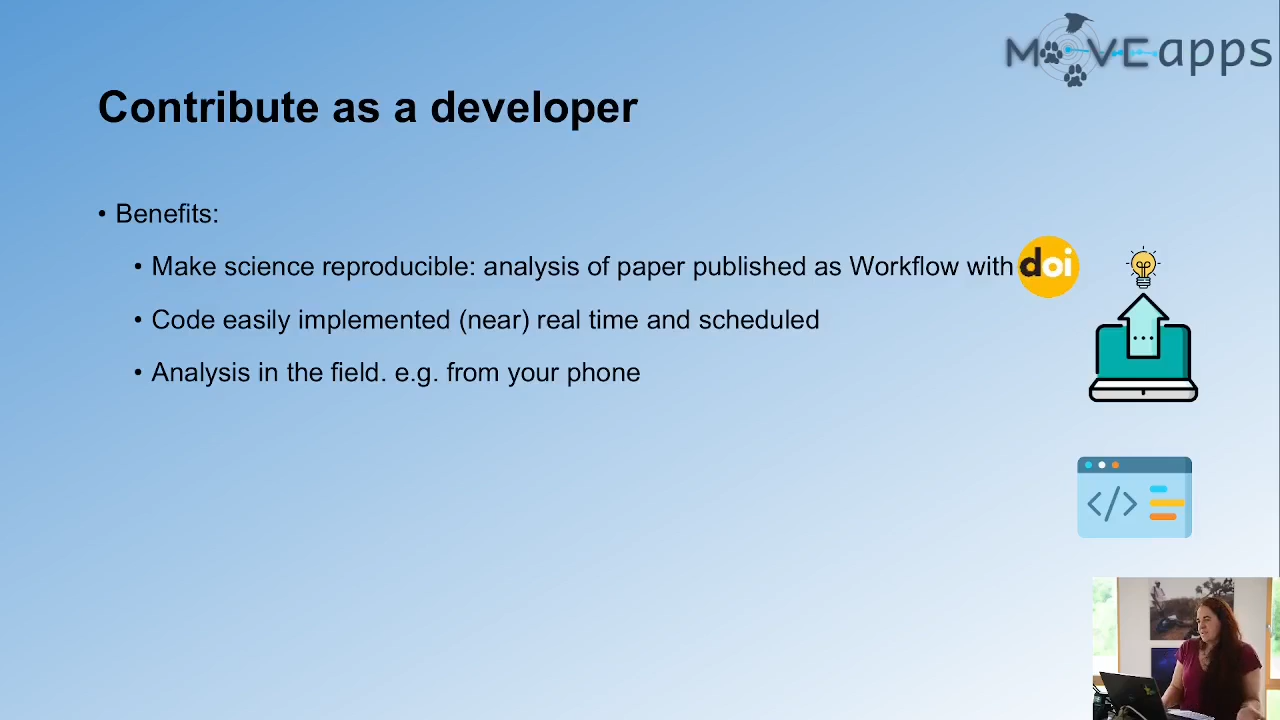 MOVEapps
Contribute as a developer
• Benefits:
• Make science reproducible: analysis of paper published as Workflow with doi
• Code easily implemented (near) real time and scheduled
• Analysis in the field. e.g. from your phone